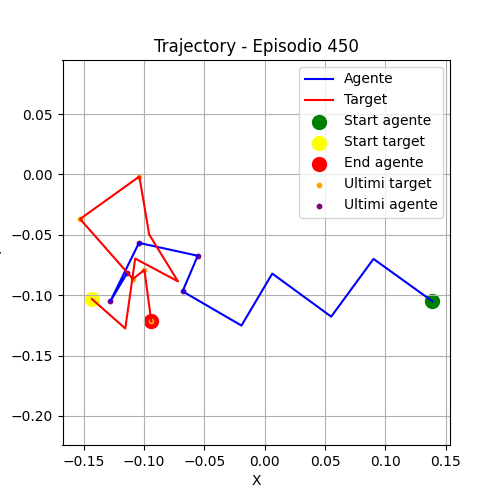 Trajectory - Episodio 450
Agente
Target
Start agente
Start target
End agente
Ultimi target
Ultimi agente
0.05
0.00
−0.05
−0.10
−0.15
−0.20
−0.15
−0.10
−0.05
0.00
0.05
0.10
0.15
X